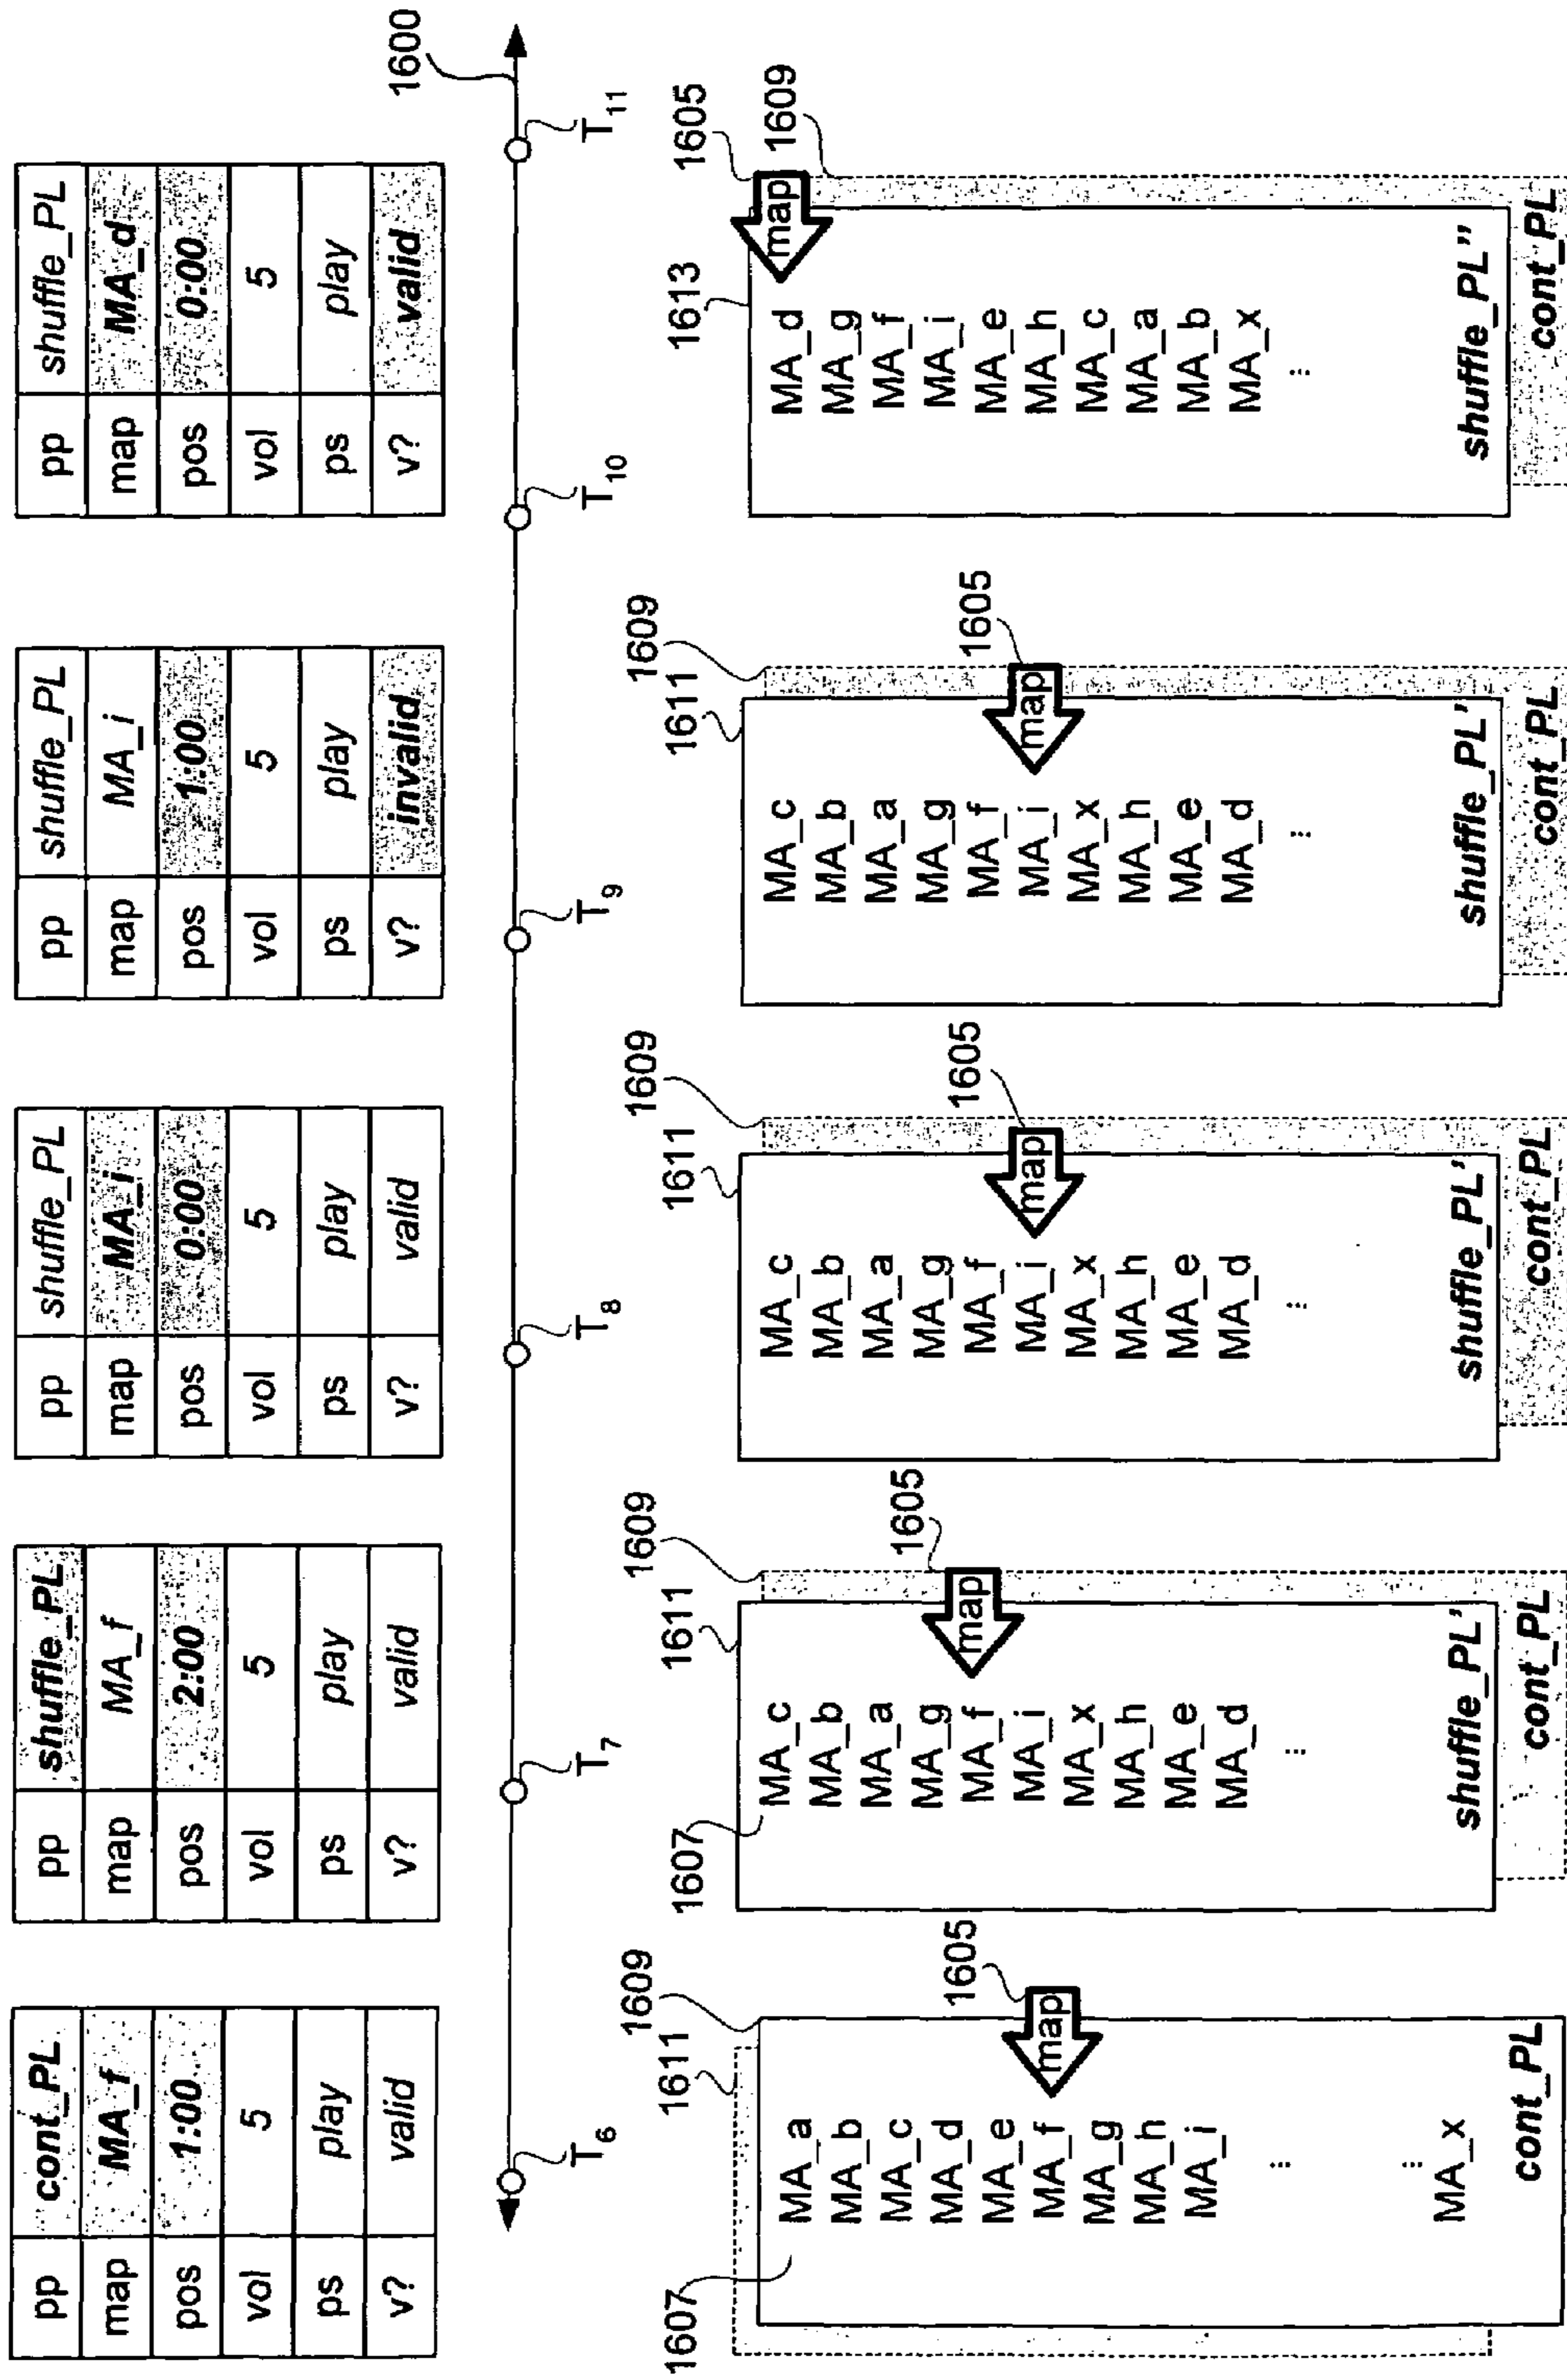 pp cont_PL
map MA_f
pos 1:00
vol 5
ps play
v? valid
pp shuffle_PL
map MA_f
pos 2:00
vol 5
ps play
v? valid
pp shuffle_PL
map MA_i
pos 0:00
vol 5
ps play
v? valid
pp shuffle_PL
map MA_i
pos 1:00
vol 5
ps play
v? invalid
pp shuffle_PL
map MA_d
pos 0:00
vol 5
ps play
v? valid
1600
T6
T7
T8
T9
T10
T11
1607
1611
1609
1605
map
MA_a
MA_b
MA_c
MA_d
MA_e
MA_f
MA_g
MA_h
MA_i
...
...
MA_x
cont_PL
1607
1611
1609
1605
map
MA_c
MA_b
MA_a
MA_g
MA_f
MA_i
MA_x
MA_h
MA_e
MA_d
...
shuffle_PL'
cont_PL
1611
1609
1605
map
MA_c
MA_b
MA_a
MA_g
MA_f
MA_i
MA_x
MA_h
MA_e
MA_d
...
shuffle_PL'
cont_PL
1611
1609
1605
map
MA_c
MA_b
MA_a
MA_g
MA_f
MA_i
MA_x
MA_h
MA_e
MA_d
...
shuffle_PL'
cont_PL
1613
1605
1609
map
MA_d
MA_g
MA_f
MA_i
MA_e
MA_h
MA_c
MA_a
MA_b
MA_x
...
shuffle_PL''
cont_PL